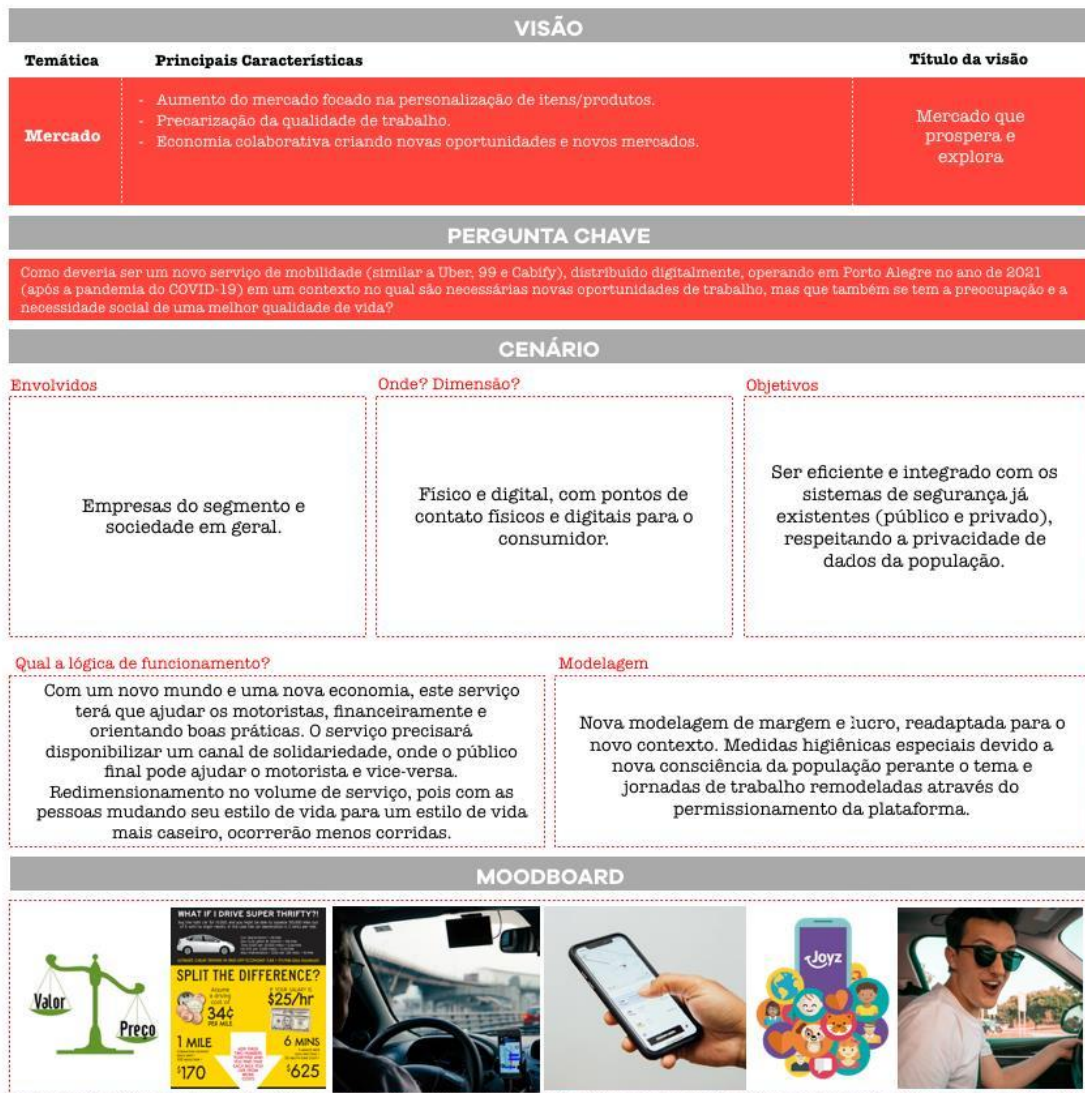 VISÃO
Temática
Principais Características
Título da visão
Mercado
- Aumento do mercado focado na personalização de itens/produtos.
- Precarização da qualidade de trabalho.
- Economia colaborativa criando novas oportunidades e novos mercados.
Mercado que
prospera e
explora
PERGUNTA CHAVE
Como deveria ser um novo serviço de mobilidade (similar a Uber, 99 e Cabify), distribuído digitalmente, operando em Porto Alegre no ano de 2021
(após a pandemia do COVID-19) em um contexto no qual são necessárias novas oportunidades de trabalho, mas que também se tem a preocupação e a
necessidade social de uma melhor qualidade de vida?
CENÁRIO
Envolvidos
Empresas do segmento e
sociedade em geral.
Onde? Dimensão?
Físico e digital, com pontos de
contato físicos e digitais para o
consumidor.
Objetivos
Ser eficiente e integrado com os
sistemas de segurança já
existentes (público e privado),
respeitando a privacidade de
dados da população.
Qual a lógica de funcionamento?
Com um novo mundo e uma nova economia, este serviço
terá que ajudar os motoristas, financeiramente e
orientando boas práticas. O serviço precisará
disponibilizar um canal de solidariedade, onde o público
final pode ajudar o motorista e vice-versa.
Redimensionamento no volume de serviço, pois com as
pessoas mudando seu estilo de vida para um estilo de vida
mais caseiro, ocorrerão menos corridas.
Modelagem
Nova modelagem de margem e lucro, readaptada para o
novo contexto. Medidas higiênicas especiais devido a
nova consciência da população perante o tema e
jornadas de trabalho remodeladas através do
permissionamento da plataforma.
MOODBOARD
Valor
Preço
WHAT IF I DRIVE SUPER THRIFTY?!
SPLIT THE DIFFERENCE?
34¢
PER MILE
$25/hr
1 MILE
6 MINS
$170
$625
Joyz